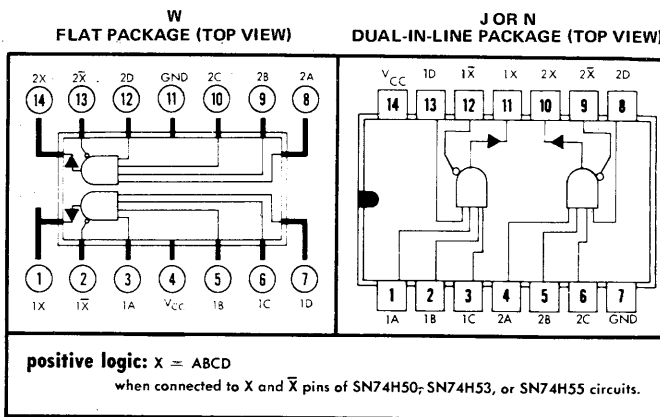 W
FLAT PACKAGE (TOP VIEW)
2X 2X̅ 2D GND 2C 2B 2A
14 13 12 11 10 9 8
1 2 3 4 5 6 7
1X 1X̅ 1A VCC 1B 1C 1D
J OR N
DUAL-IN-LINE PACKAGE (TOP VIEW)
VCC 1D 1X̅ 1X 2X 2X̅ 2D
14 13 12 11 10 9 8
1 2 3 4 5 6 7
1A 1B 1C 2A 2B 2C GND
positive logic: X = ABCD
when connected to X and X̅ pins of SN74H50, SN74H53, or SN74H55 circuits.